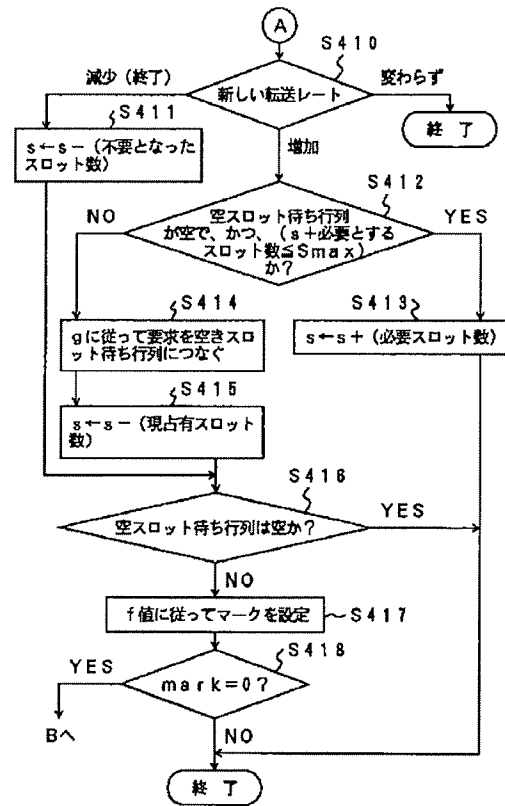 A
S410
減少（終了）
新しい転送レート
変わらず
S411
終 了
s←s－（不要となった
スロット数）
増加
S412
NO
空スロット待ち行列
が空で、かつ、（s＋必要とする
スロット数≦Smax）
か？
YES
S414
S413
gに従って要求を空きスロ
ット待ち行列につなぐ
s←s＋（必要スロット数）
S415
s←s－（現占有スロット
数）
S416
空スロット待ち行列は空か？
YES
NO
f値に従ってマークを設定
S417
S418
YES
mark＝0？
Bへ
NO
終 了